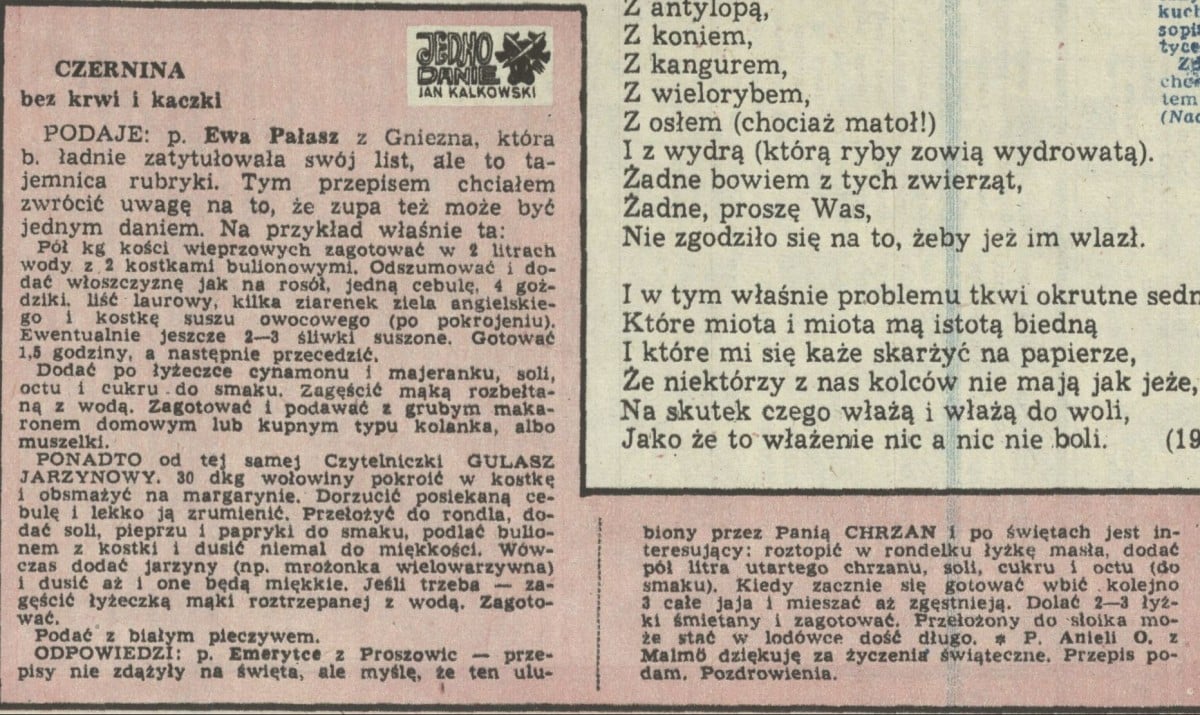 CZERNINA
bez krwi i kaczki
JEDNO
DANIE
JAN KALKOWSKI
PODAJE: p. Ewa Pałasz z Gniezna, która
b. ładnie zatytułowała swój list, ale to ta-
jemnica rubryki. Tym przepisem chciałem
zwrócić uwagę na to, że zupa też może być
jednym daniem. Na przykład właśnie ta:
Pół kg kości wieprzowych zagotować w 2 litrach
wody z 2 kostkami bulionowymi. Odszumować i do-
dać włoszczyznę jak na rosół, jedną cebulę, 4 goź-
dziki, liść laurowy, kilka ziarenek ziela angielskie-
go i kostkę suszu owocowego (po pokrojeniu).
Ewentualnie jeszcze 2—3 śliwki suszone. Gotować
1,5 godziny, a następnie przecedzić.
Dodać po łyżeczce cynamonu i majeranku, soli,
octu i cukru do smaku. Zagęścić mąką rozbełta-
ną z wodą. Zagotować i podawać z grubym maka-
ronem domowym lub kupnym typu kolanka, albo
muszelki.
PONADTO od tej samej Czytelniczki GULASZ
JARZYNOWY. 30 dkg wołowiny pokroić w kostkę
i obsmażyć na margarynie. Dorzucić posiekaną ce-
bulę i lekko ją zrumienić. Przełożyć do rondla, do-
dać soli, pieprzu i papryki do smaku, podlać bulio-
nem z kostki i dusić niemal do miękkości. Wów-
czas dodać jarzyny (np. mrożonka wielowarzywna)
i dusić aż i one będą miękkie. Jeśli trzeba — za-
gęścić łyżeczką mąki roztrzepanej z wodą. Zagoto-
wać.
Podać z białym pieczywem.
ODPOWIEDZI: p. Emerytce z Proszowic — prze-
pisy nie zdążyły na święta, ale myślę, że ten ulu-
biony przez Panią CHRZAN i po świętach jest in-
teresujący: roztopić w rondelku łyżkę masła, dodać
pół litra utartego chrzanu, soli, cukru i octu (do
smaku). Kiedy zacznie się gotować wbić kolejno
3 całe jaja i mieszać aż zgęstnieją. Dolać 2—3 łyż-
ki śmietany i zagotować. Przełożony do słoika mo-
że stać w lodówce dość długo. * P. Anieli O. z
Malmö dziękuję za życzenia świąteczne. Przepis po-
dam. Pozdrowienia.
Z antylopą,
Z koniem,
Z kangurem,
Z wielorybem,
Z osłem (chociaż matoł!)
I z wydrą (którą ryby zowią wydrowatą).
Żadne bowiem z tych zwierząt,
Żadne, proszę Was,
Nie zgodziło się na to, żeby jeż im wlazł.
I w tym właśnie problemu tkwi okrutne sedn
Które miota i miota mą istotą biedną
I które mi się każe skarżyć na papierze,
Że niektórzy z nas kolców nie mają jak jeże,
Na skutek czego włażą i włażą do woli,
Jako że to włażenie nic a nic nie boli.
(19
kuch
sopi
tyce
chc
tem
(Nac